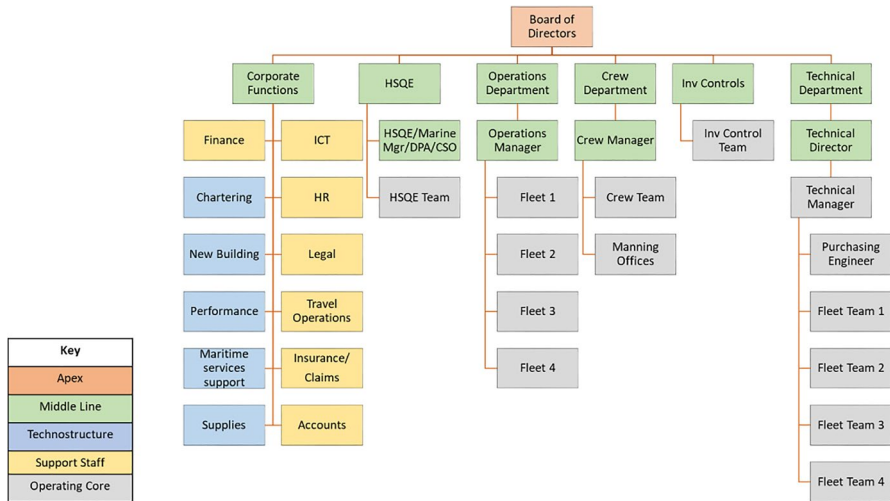 Board of
Directors
Corporate
Functions
HSQE
Operations
Department
Crew
Department
Inv Controls
Technical
Department
Finance
ICT
HSQE/Marine
Mgr/DPA/CSO
Operations
Manager
Crew Manager
Inv Control
Team
Technical
Director
Chartering
HR
HSQE Team
Fleet 1
Crew Team
Technical
Manager
New Building
Legal
Fleet 2
Manning
Offices
Purchasing
Engineer
Performance
Travel
Operations
Fleet 3
Fleet Team 1
Maritime
services
support
Insurance/
Claims
Fleet 4
Fleet Team 2
Supplies
Accounts
Fleet Team 3
Fleet Team 4
Key
Apex
Middle Line
Technostructure
Support Staff
Operating Core